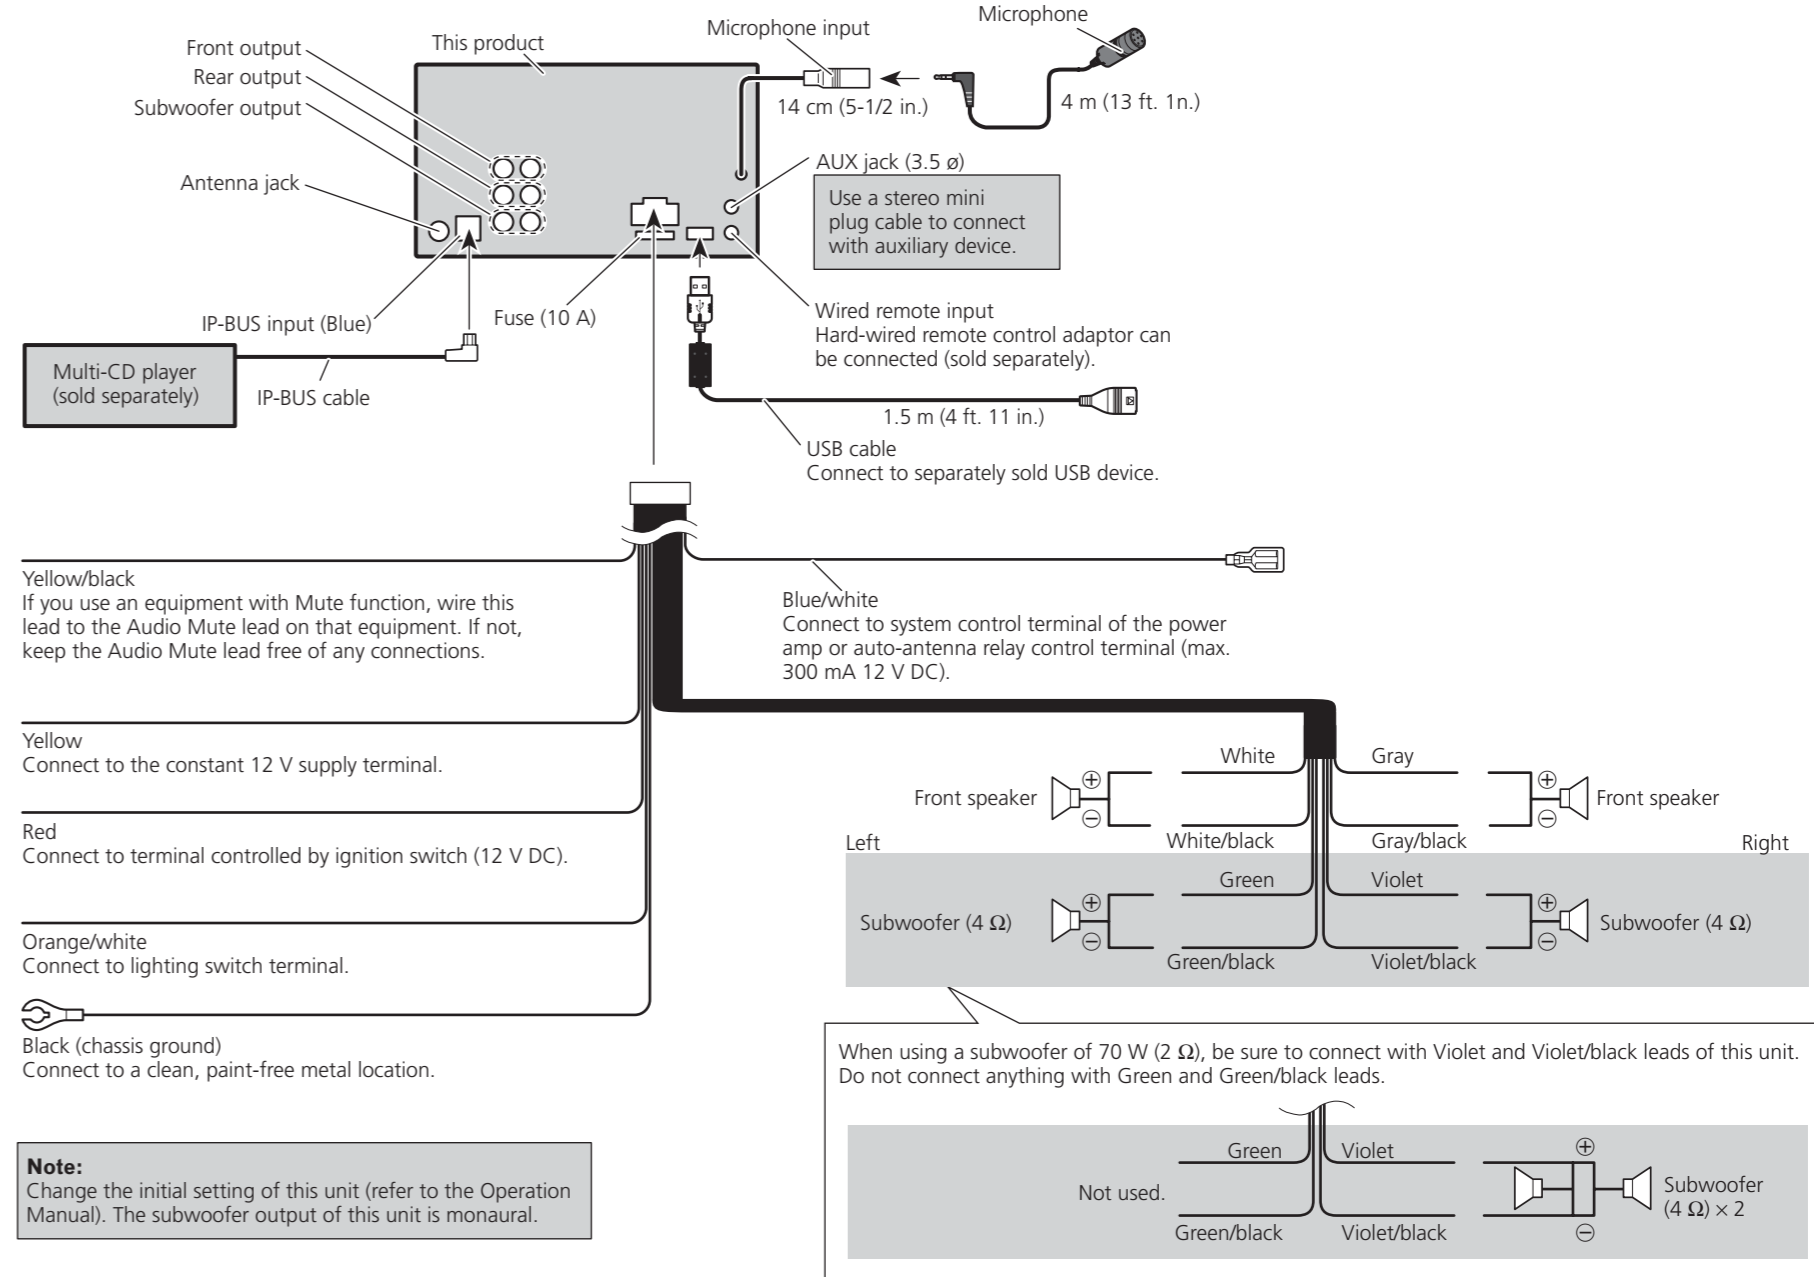 Front output
Rear output
Subwoofer output
Antenna jack
This product
Microphone input
Microphone
14 cm (5-1/2 in.)
4 m (13 ft. 1n.)
AUX jack (3.5 ø)
Use a stereo mini
plug cable to connect
with auxiliary device.
IP-BUS input (Blue)
Fuse (10 A)
Wired remote input
Hard-wired remote control adaptor can
be connected (sold separately).
Multi-CD player
(sold separately)
IP-BUS cable
1.5 m (4 ft. 11 in.)
USB cable
Connect to separately sold USB device.
Yellow/black
If you use an equipment with Mute function, wire this
lead to the Audio Mute lead on that equipment. If not,
keep the Audio Mute lead free of any connections.
Blue/white
Connect to system control terminal of the power
amp or auto-antenna relay control terminal (max.
300 mA 12 V DC).
Yellow
Connect to the constant 12 V supply terminal.
Red
Connect to terminal controlled by ignition switch (12 V DC).
Orange/white
Connect to lighting switch terminal.
Black (chassis ground)
Connect to a clean, paint-free metal location.
White
Gray
Front speaker
⊕
⊖
⊕
⊖
Front speaker
White/black
Gray/black
Left
Right
Green
Violet
Subwoofer (4 Ω)
⊕
⊖
⊕
⊖
Subwoofer (4 Ω)
Green/black
Violet/black
When using a subwoofer of 70 W (2 Ω), be sure to connect with Violet and Violet/black leads of this unit.
Do not connect anything with Green and Green/black leads.
Green
Violet
⊕
Not used.
Subwoofer
(4 Ω) × 2
Green/black
Violet/black
⊖
Note:
Change the initial setting of this unit (refer to the Operation
Manual). The subwoofer output of this unit is monaural.